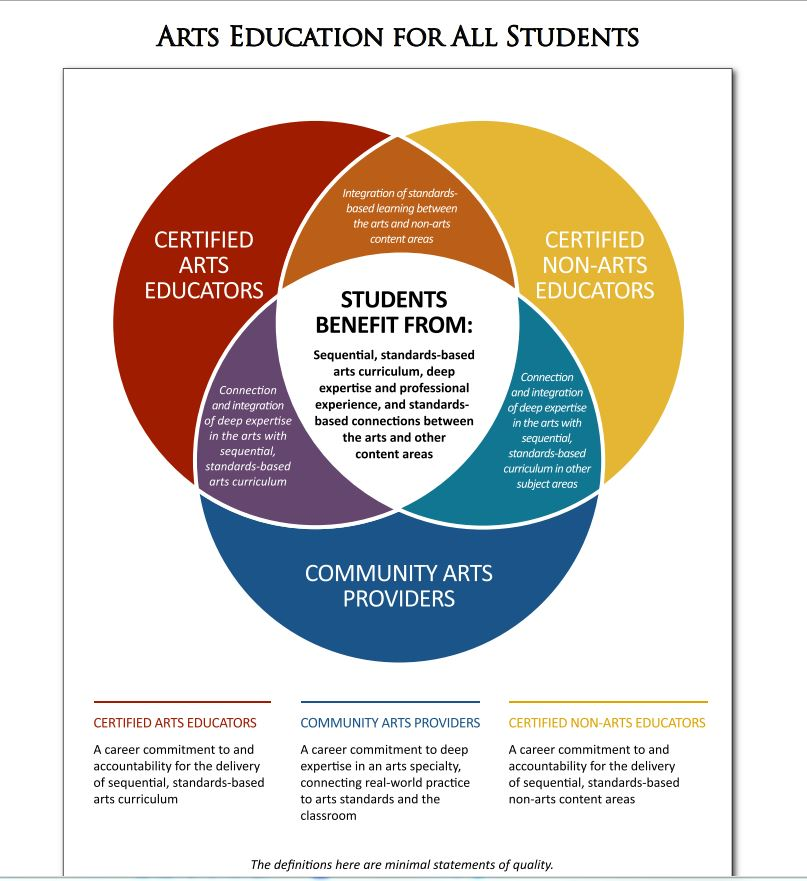 ARTS EDUCATION FOR ALL STUDENTS
Integration of standards-
based learning between
the arts and non-arts
content areas
CERTIFIED
ARTS
EDUCATORS
CERTIFIED
NON-ARTS
EDUCATORS
STUDENTS
BENEFIT FROM:
Sequential, standards-based
arts curriculum, deep
expertise and professional
experience, and standards-
based connections between
the arts and other
content areas
Connection
and integration
of deep expertise
in the arts with
sequential,
standards-based
arts curriculum
Connection
and integration
of deep expertise
in the arts with
sequential,
standards-based
curriculum in other
subject areas
COMMUNITY ARTS
PROVIDERS
CERTIFIED ARTS EDUCATORS
A career commitment to and
accountability for the delivery
of sequential, standards-based
arts curriculum
COMMUNITY ARTS PROVIDERS
A career commitment to deep
expertise in an arts specialty,
connecting real-world practice
to arts standards and the
classroom
CERTIFIED NON-ARTS EDUCATORS
A career commitment to and
accountability for the delivery
of sequential, standards-based
non-arts content areas
The definitions here are minimal statements of quality.